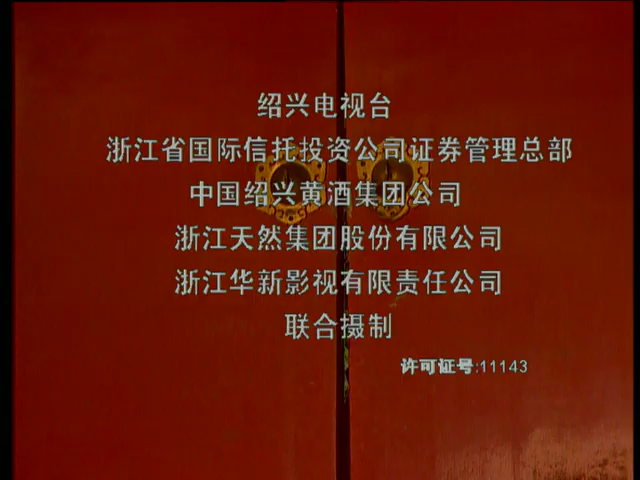 绍兴电视台
浙江省国际信托投资公司证券管理总部
中国绍兴黄酒集团公司
浙江天然集团股份有限公司
浙江华新影视有限责任公司
联合摄制
许可证号:11143